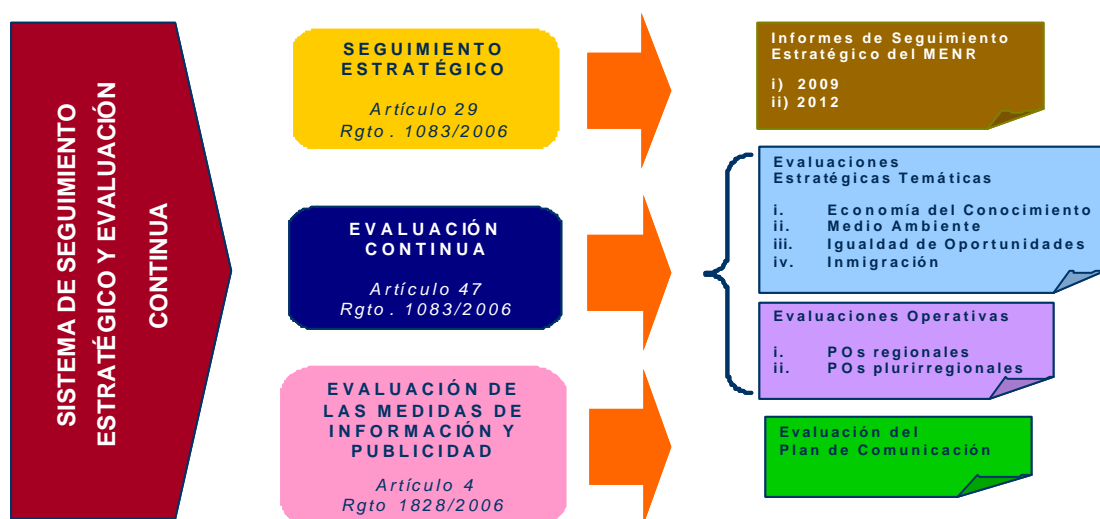 SISTEMA DE SEGUIMIENTO
ESTRATÉGICO Y EVALUACIÓN
CONTINUA
SEGUIMIENTO
ESTRATÉGICO
Artículo 29
Rgto. 1083/2006
EVALUACIÓN
CONTINUA
Artículo 47
Rgto. 1083/2006
EVALUACIÓN DE
LAS MEDIDAS DE
INFORMACIÓN Y
PUBLICIDAD
Artículo 4
Rgto 1828/2006
Informes de Seguimiento
Estratégico del MENR
i) 2009
ii) 2012
Evaluaciones
Estratégicas Temáticas
i. Economía del Conocimiento
ii. Medio Ambiente
iii. Igualdad de Oportunidades
iv. Inmigración
Evaluaciones Operativas
i. POs regionales
ii. POs plurirregionales
Evaluación del
Plan de Comunicación